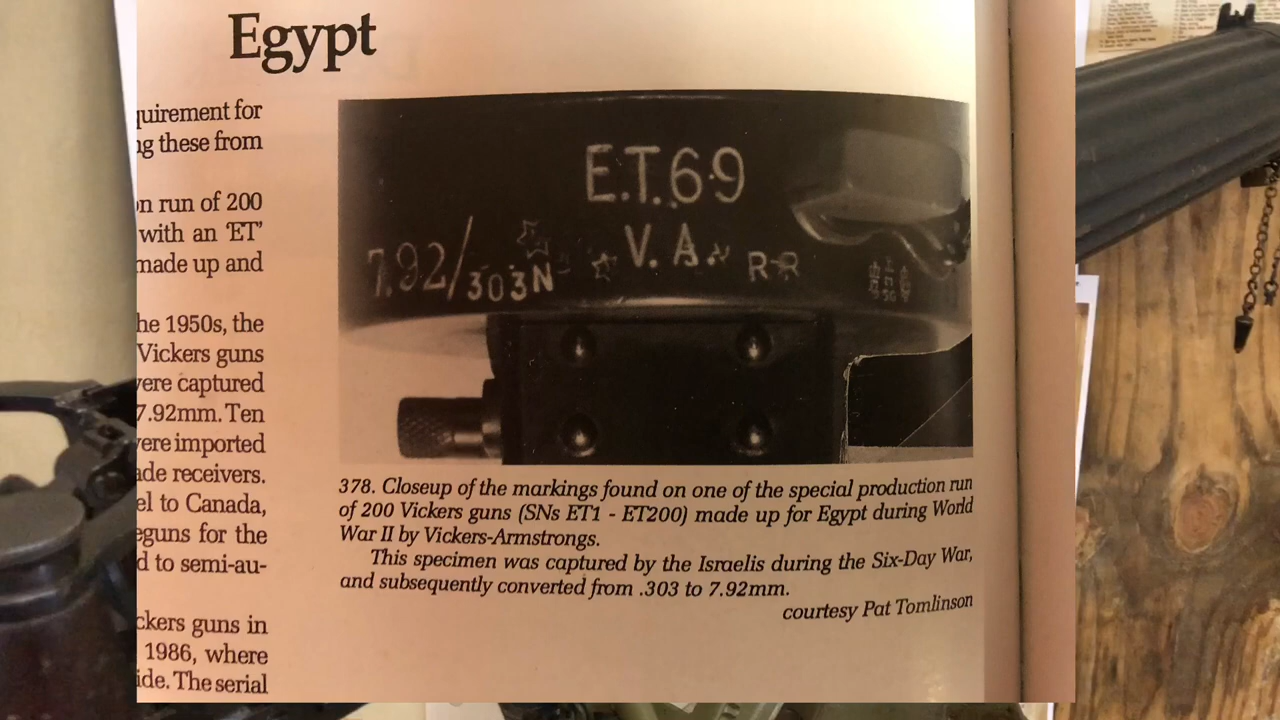 Egypt
quirement for
ng these from
n run of 200
with an 'ET'
made up and
he 1950s, the
Vickers guns
vere captured
7.92mm. Ten
vere imported
ade receivers.
el to Canada,
eguns for the
d to semi-au-
ckers guns in
1986, where
ide. The serial
E.T.69
V. A.
7.92/303N
R R
378. Closeup of the markings found on one of the special production run
of 200 Vickers guns (SNs ET1 - ET200) made up for Egypt during World
War II by Vickers-Armstrongs.
This specimen was captured by the Israelis during the Six-Day War,
and subsequently converted from .303 to 7.92mm.
courtesy Pat Tomlinson